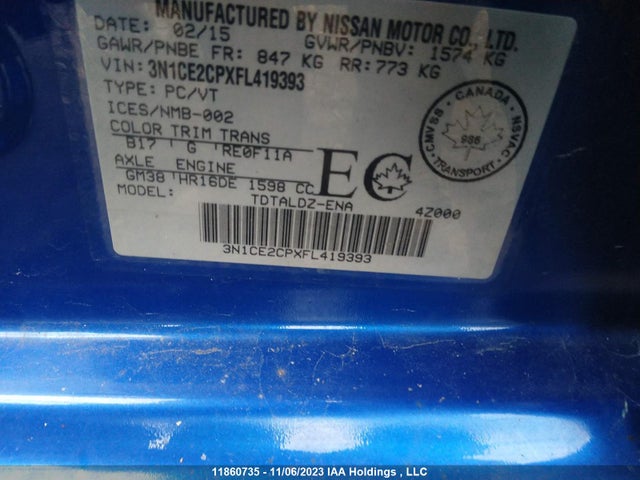 MANUFACTURED BY NISSAN MOTOR CO., LTD.
DATE: 02/15 GVWR/PNBV: 1574 KG
GAWR/PNBE FR: 847 KG RR: 773 KG
VIN: 3N1CE2CPXFL419393
TYPE: PC/VT
ICES/NMB-002
COLOR TRIM TRANS
B17 ' G 'RE0F11A
AXLE ENGINE
GM38 'HR16DE 1598 CC
MODEL: TDTALDZ-ENA 4Z000
3N1CE2CPXFL419393
EC
CMVSS • CANADA • NSVAC
986
TRANSPORT
11860735 - 11/06/2023 IAA Holdings , LLC